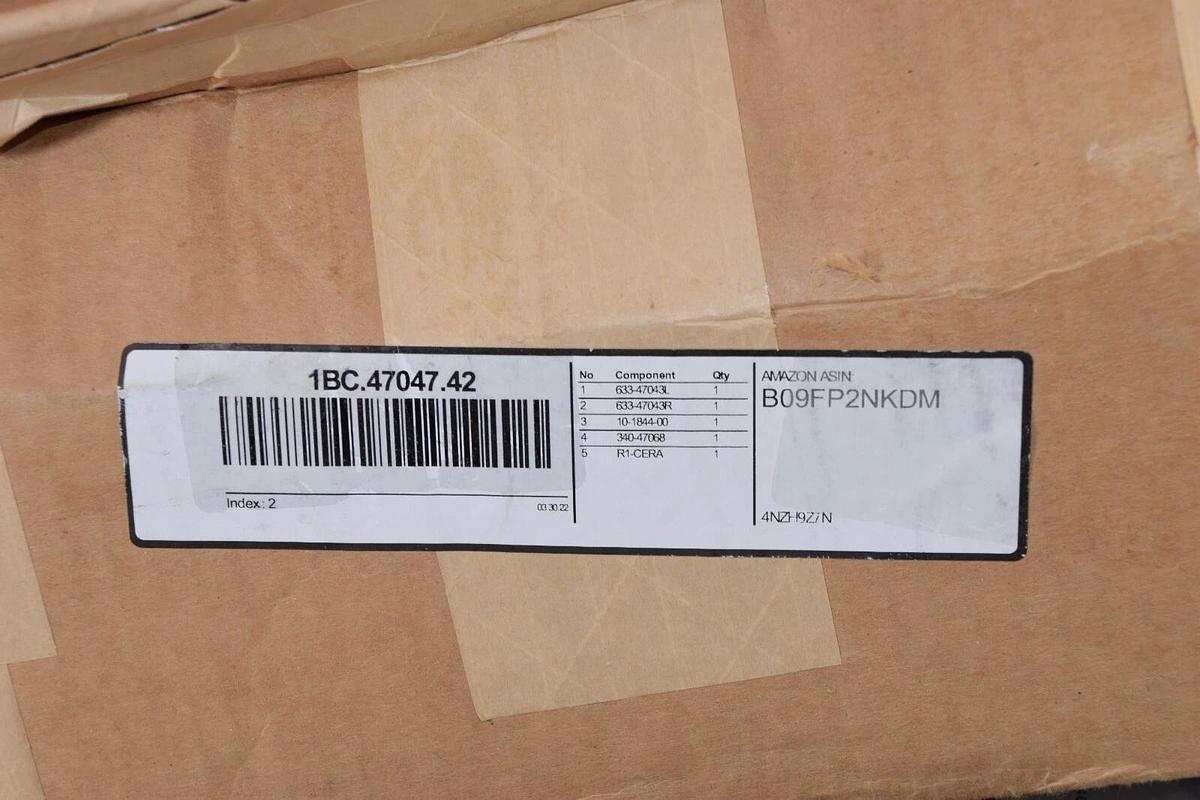 1BC.47047.42
Index: 2
03.30.22
No Component Qty
1 633-47043L 1
2 633-47043R 1
3 10-1844-00 1
4 340-47068 1
5 R1-CERA 1
AMAZON ASIN:
B09FP2NKDM